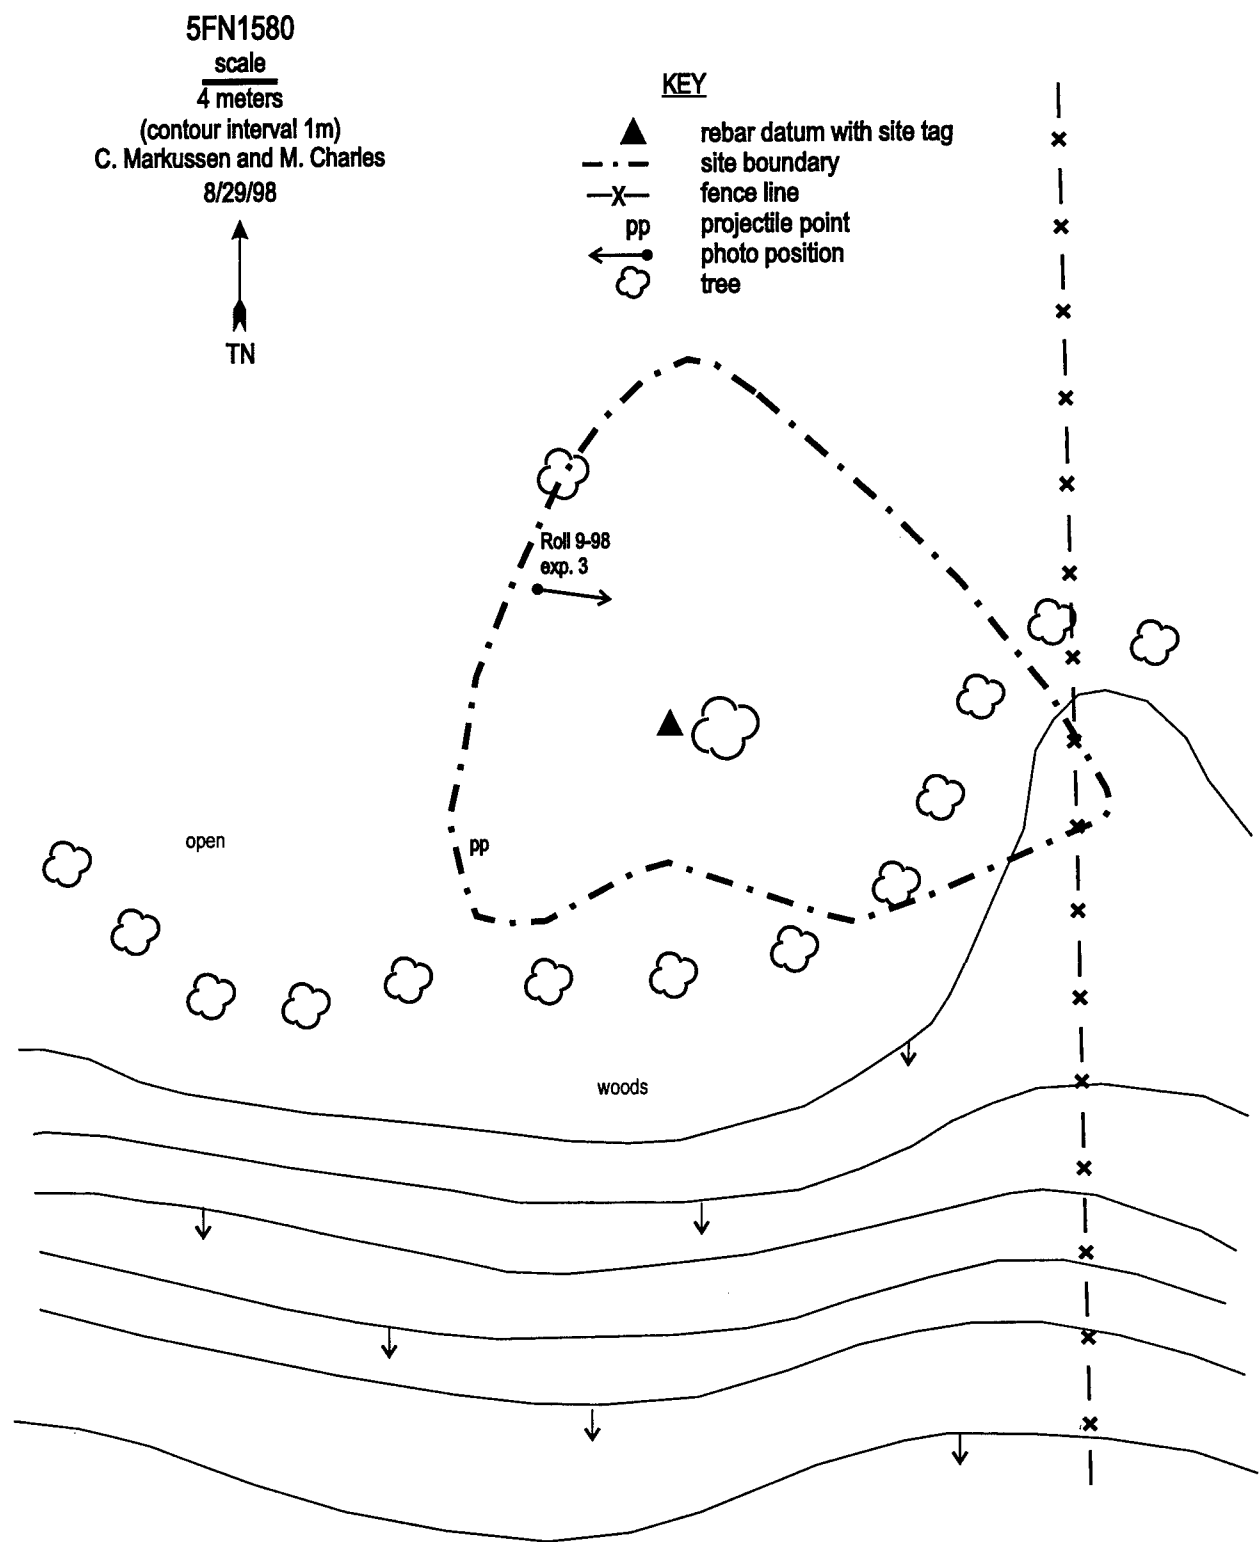 5FN1580
scale
4 meters
(contour interval 1m)
C. Markussen and M. Charles
8/29/98
TN
KEY
rebar datum with site tag
site boundary
X fence line
pp projectile point
photo position
tree
Roll 9-98
exp. 3
open
pp
woods